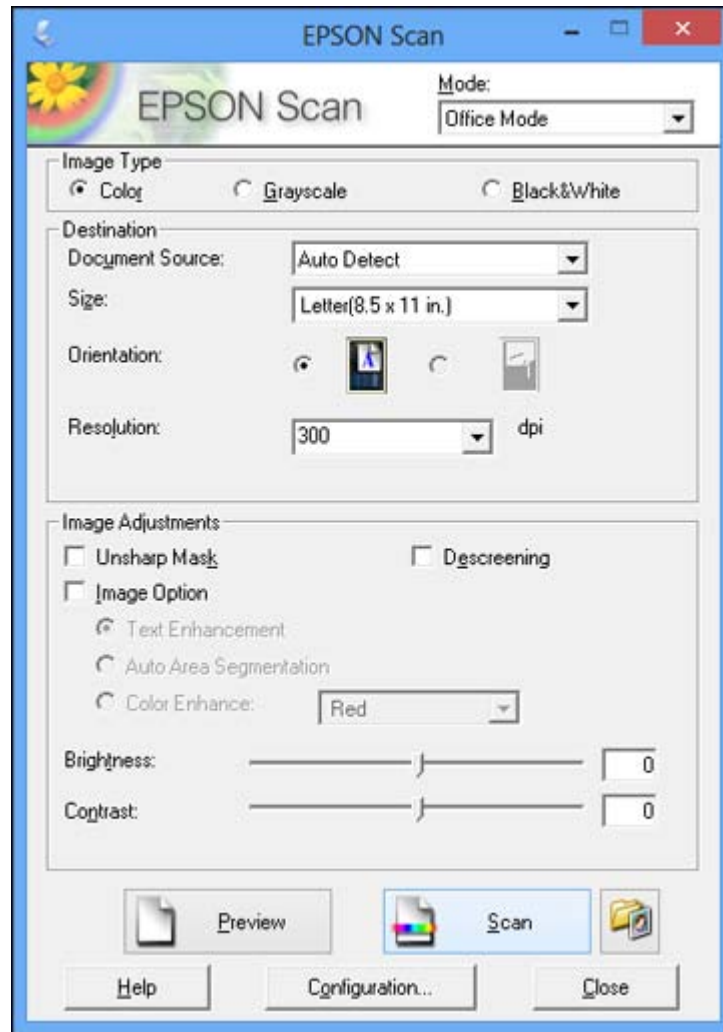 EPSON Scan
EPSON Scan
Mode:
Office Mode
Image Type
Color Grayscale Black&White
Destination
Document Source: Auto Detect
Size: Letter(8.5 x 11 in.)
Orientation: A
Resolution: 300 dpi
Image Adjustments
Unsharp Mask Descreening
Image Option
Text Enhancement
Auto Area Segmentation
Color Enhance: Red
Brightness: 0
Contrast: 0
Preview Scan
Help Configuration... Close